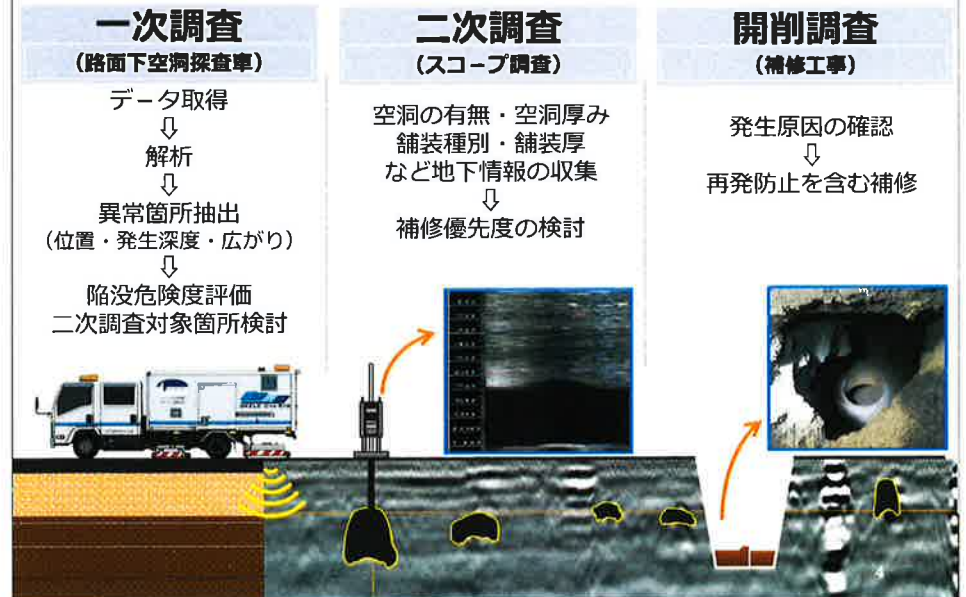 一次調査
(路面下空洞探査車)
データ取得
⇩
解析
⇩
異常箇所抽出
(位置・発生深度・広がり)
⇩
陥没危険度評価
二次調査対象箇所検討
二次調査
(スコープ調査)
空洞の有無・空洞厚み
舗装種別・舗装厚
など地下情報の収集
⇩
補修優先度の検討
開削調査
(補修工事)
発生原因の確認
⇩
再発防止を含む補修